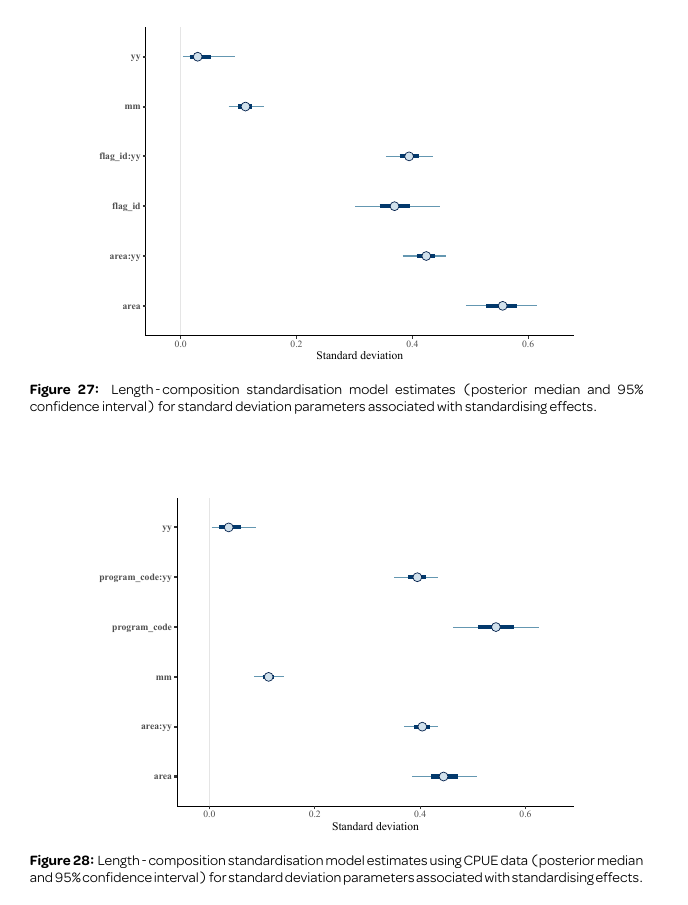 yy
mm
flag_id:yy
flag_id
area:yy
area
0.0 0.2 0.4 0.6
Standard deviation
Figure 27: Length-composition standardisation model estimates (posterior median and 95%
confidence interval) for standard deviation parameters associated with standardising effects.
yy
program_code:yy
program_code
mm
area:yy
area
0.0 0.2 0.4 0.6
Standard deviation
Figure 28: Length-composition standardisation model estimates using CPUE data (posterior median
and 95% confidence interval) for standard deviation parameters associated with standardising effects.